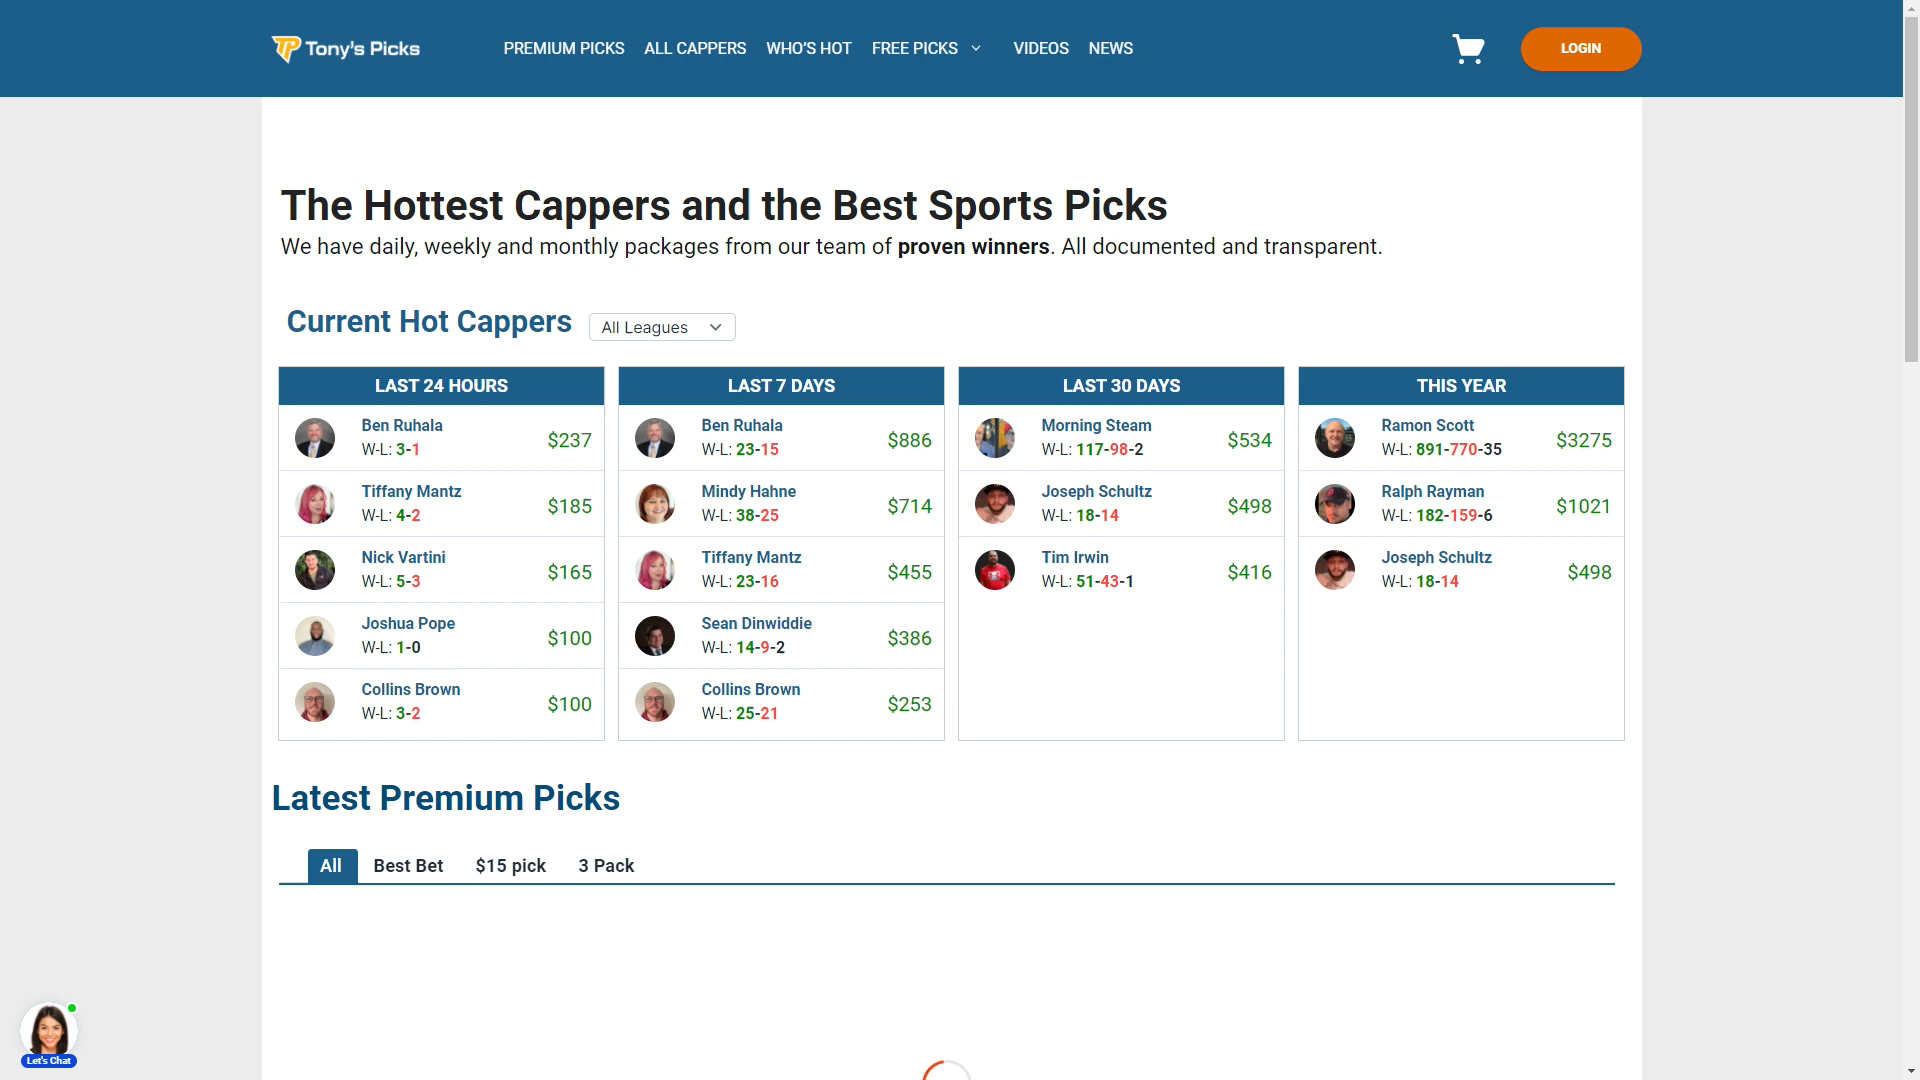 Tony's Picks
PREMIUM PICKS ALL CAPPERS WHO'S HOT FREE PICKS VIDEOS NEWS
LOGIN
The Hottest Cappers and the Best Sports Picks
We have daily, weekly and monthly packages from our team of proven winners. All documented and transparent.
Current Hot Cappers All Leagues
LAST 24 HOURS
Ben Ruhala
W-L: 3-1
$237
Tiffany Mantz
W-L: 4-2
$185
Nick Vartini
W-L: 5-3
$165
Joshua Pope
W-L: 1-0
$100
Collins Brown
W-L: 3-2
$100
LAST 7 DAYS
Ben Ruhala
W-L: 23-15
$886
Mindy Hahne
W-L: 38-25
$714
Tiffany Mantz
W-L: 23-16
$455
Sean Dinwiddie
W-L: 14-9-2
$386
Collins Brown
W-L: 25-21
$253
LAST 30 DAYS
Morning Steam
W-L: 117-98-2
$534
Joseph Schultz
W-L: 18-14
$498
Tim Irwin
W-L: 51-43-1
$416
THIS YEAR
Ramon Scott
W-L: 891-770-35
$3275
Ralph Rayman
W-L: 182-159-6
$1021
Joseph Schultz
W-L: 18-14
$498
Latest Premium Picks
All Best Bet $15 pick 3 Pack
Let's Chat